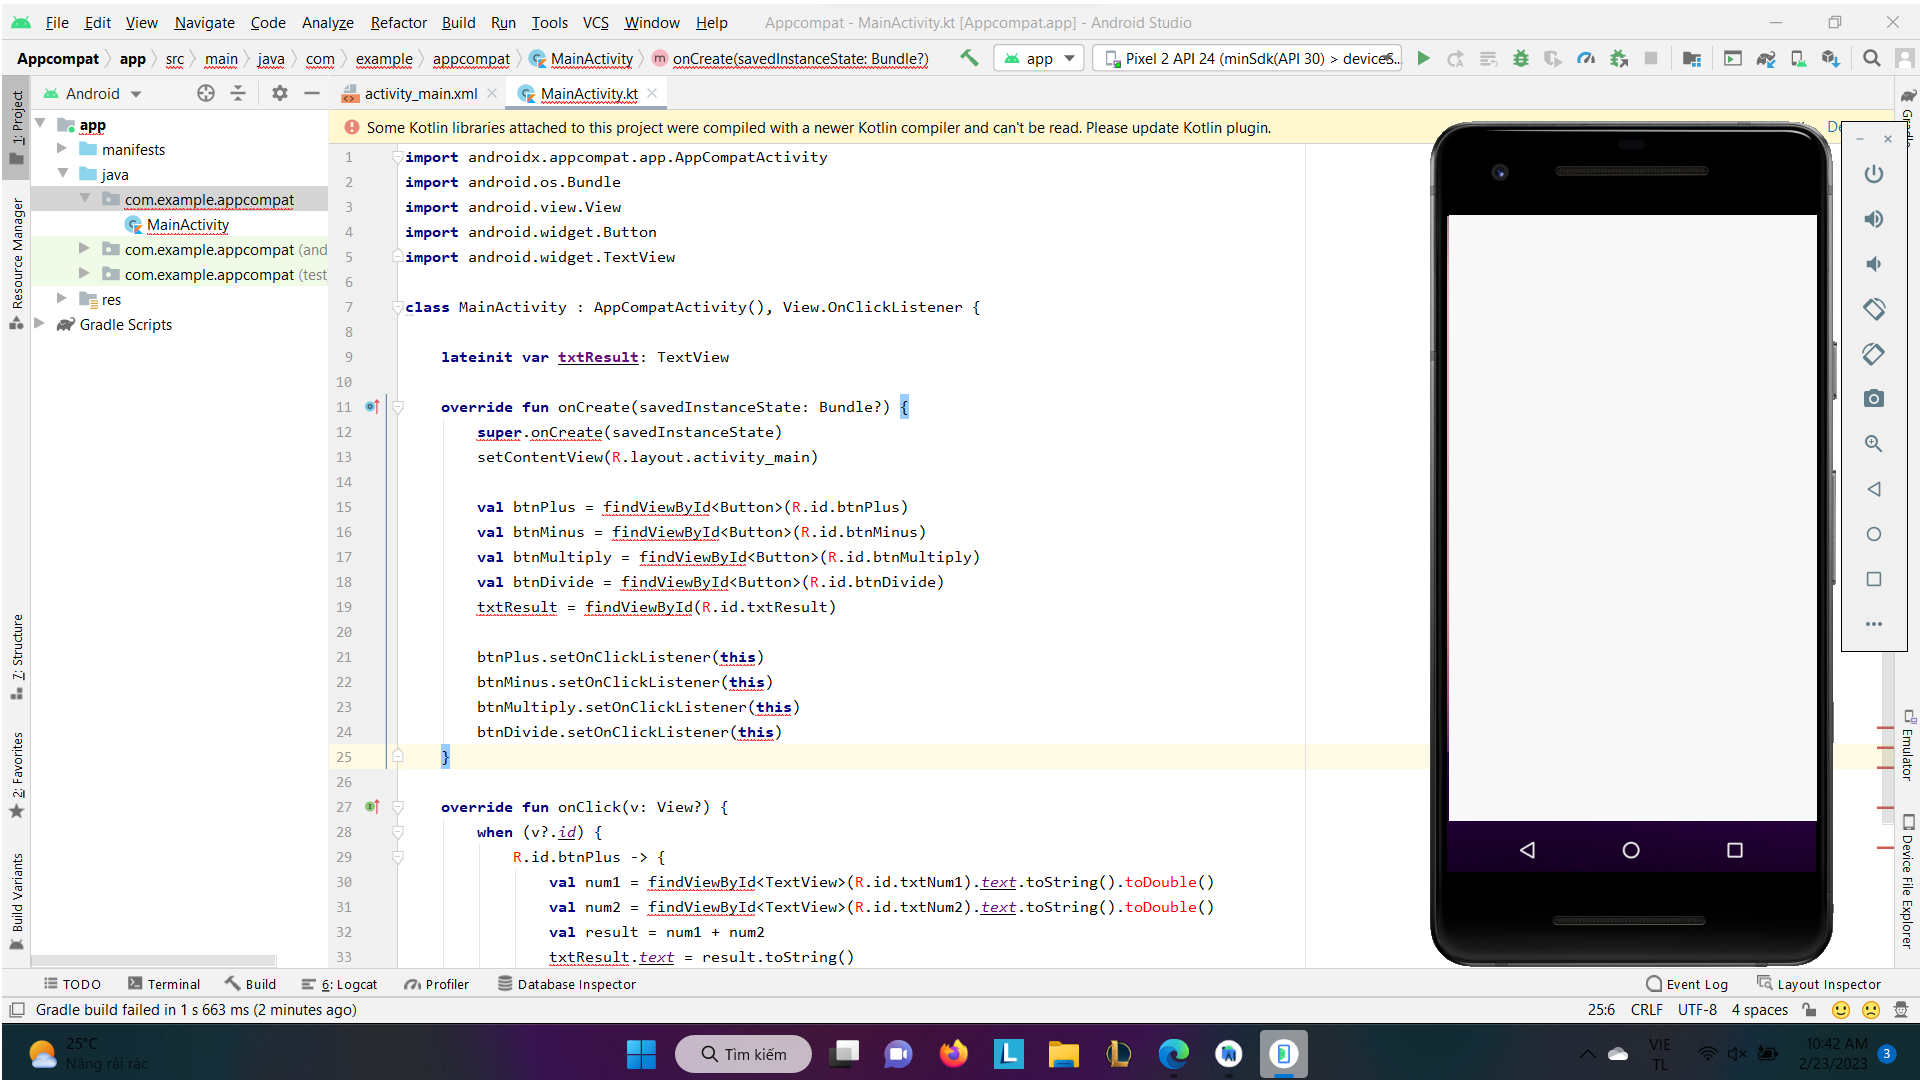 File Edit View Navigate Code Analyze Refactor Build Run Tools VCS Window Help Appcompat - MainActivity.kt [Appcompat.app] - Android Studio
Appcompat app src main java com example appcompat MainActivity m onCreate(savedInstanceState: Bundle?) app Pixel 2 API 24 (minSdk(API 30) > deviceS...
Android activity_main.xml MainActivity.kt
1: Project
Resource Manager
7: Structure
2: Favorites
Build Variants
app
manifests
java
com.example.appcompat
MainActivity
com.example.appcompat (and
com.example.appcompat (test
res
Gradle Scripts
Some Kotlin libraries attached to this project were compiled with a newer Kotlin compiler and can't be read. Please update Kotlin plugin.
1 import androidx.appcompat.app.AppCompatActivity
2 import android.os.Bundle
3 import android.view.View
4 import android.widget.Button
5 import android.widget.TextView
6
7 class MainActivity : AppCompatActivity(), View.OnClickListener {
8
9 lateinit var txtResult: TextView
10
11 override fun onCreate(savedInstanceState: Bundle?) {
12 super.onCreate(savedInstanceState)
13 setContentView(R.layout.activity_main)
14
15 val btnPlus = findViewById<Button>(R.id.btnPlus)
16 val btnMinus = findViewById<Button>(R.id.btnMinus)
17 val btnMultiply = findViewById<Button>(R.id.btnMultiply)
18 val btnDivide = findViewById<Button>(R.id.btnDivide)
19 txtResult = findViewById(R.id.txtResult)
20
21 btnPlus.setOnClickListener(this)
22 btnMinus.setOnClickListener(this)
23 btnMultiply.setOnClickListener(this)
24 btnDivide.setOnClickListener(this)
25 }
26
27 override fun onClick(v: View?) {
28 when (v?.id) {
29 R.id.btnPlus -> {
30 val num1 = findViewById<TextView>(R.id.txtNum1).text.toString().toDouble()
31 val num2 = findViewById<TextView>(R.id.txtNum2).text.toString().toDouble()
32 val result = num1 + num2
33 txtResult.text = result.toString()
Emulator
Device File Explorer
TODO Terminal Build 6: Logcat Profiler Database Inspector Event Log Layout Inspector
Gradle build failed in 1 s 663 ms (2 minutes ago) 25:6 CRLF UTF-8 4 spaces
25°C
Nắng rải rác
Tìm kiếm
VIE
TL
10:42 AM
2/23/2023
3